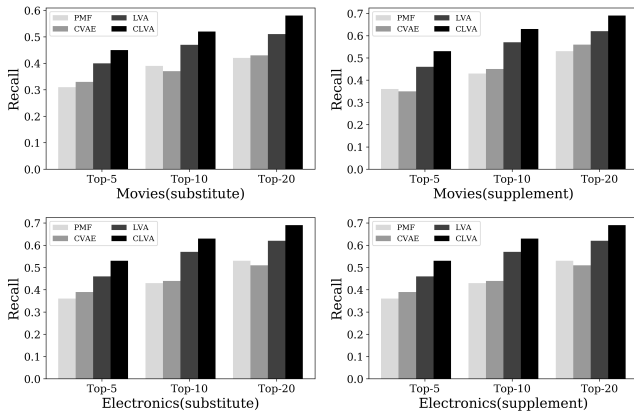 0.6
0.5
0.4
0.3
0.2
0.1
0.0
Recall
PMF LVA
CVAE CLVA
Top-5 Top-10 Top-20
Movies(substitute)
0.7
0.6
0.5
0.4
0.3
0.2
0.1
0.0
Recall
PMF LVA
CVAE CLVA
Top-5 Top-10 Top-20
Movies(supplement)
0.7
0.6
0.5
0.4
0.3
0.2
0.1
0.0
Recall
PMF LVA
CVAE CLVA
Top-5 Top-10 Top-20
Electronics(substitute)
0.7
0.6
0.5
0.4
0.3
0.2
0.1
0.0
Recall
PMF LVA
CVAE CLVA
Top-5 Top-10 Top-20
Electronics(supplement)